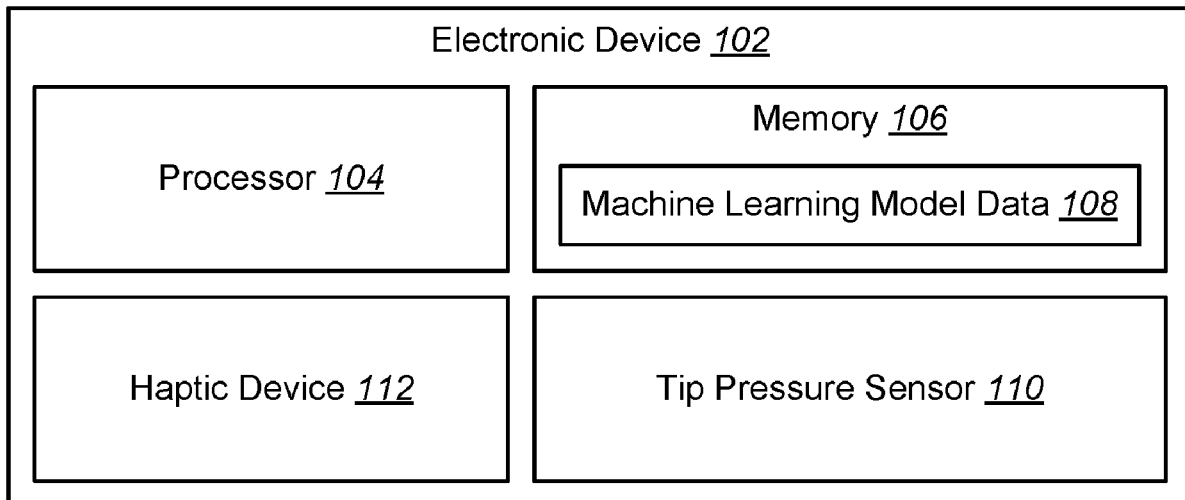 Electronic Device 102
Processor 104
Memory 106
Machine Learning Model Data 108
Haptic Device 112
Tip Pressure Sensor 110